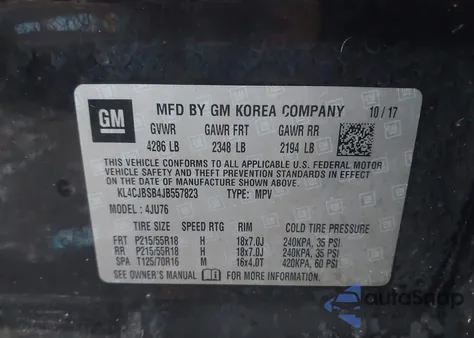 GM
MFD BY GM KOREA COMPANY 10/17
GVWR GAWR FRT GAWR RR
4286 LB 2348 LB 2194 LB
THIS VEHICLE CONFORMS TO ALL APPLICABLE U.S. FEDERAL MOTOR
VEHICLE SAFETY AND THEFT PREVENTION STANDARDS IN EFFECT ON
THE DATE OF MANUFACTURE SHOWN ABOVE.
KL4CJBSB4JB557823 TYPE: MPV
MODEL: 4JU76
TIRE SIZE SPEED RTG RIM COLD TIRE PRESSURE
FRT P215/55R18 H 18x7.0J 240KPA, 35 PSI
RR P215/55R18 H 18x7.0J 240KPA, 35 PSI
SPA T125/70R16 M 16x4.0T 420KPA, 60 PSI
SEE OWNER'S MANUAL FOR MORE INFORMATION.
autoSnap